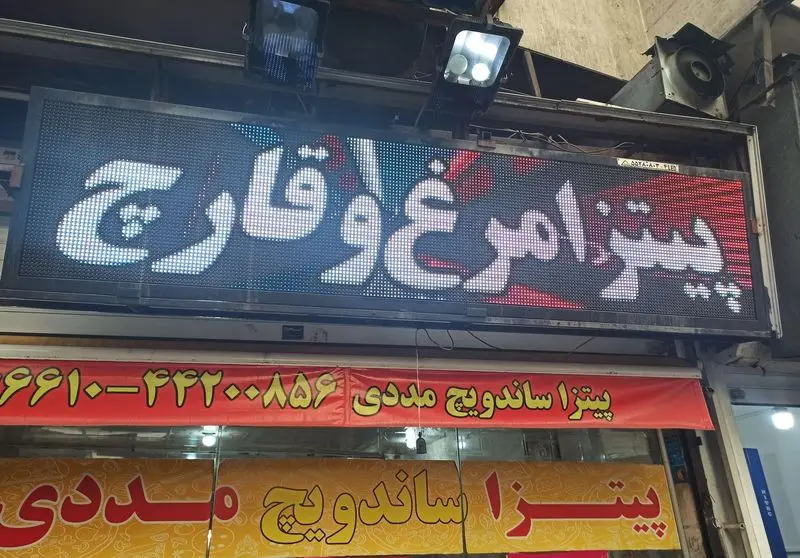 پیتزا مرغ و قارچ
پیتزا ساندویچ مددی ۴۴۲۰۰۸۵۶-۶۶۱۰
پیتزا ساندویچ مددی